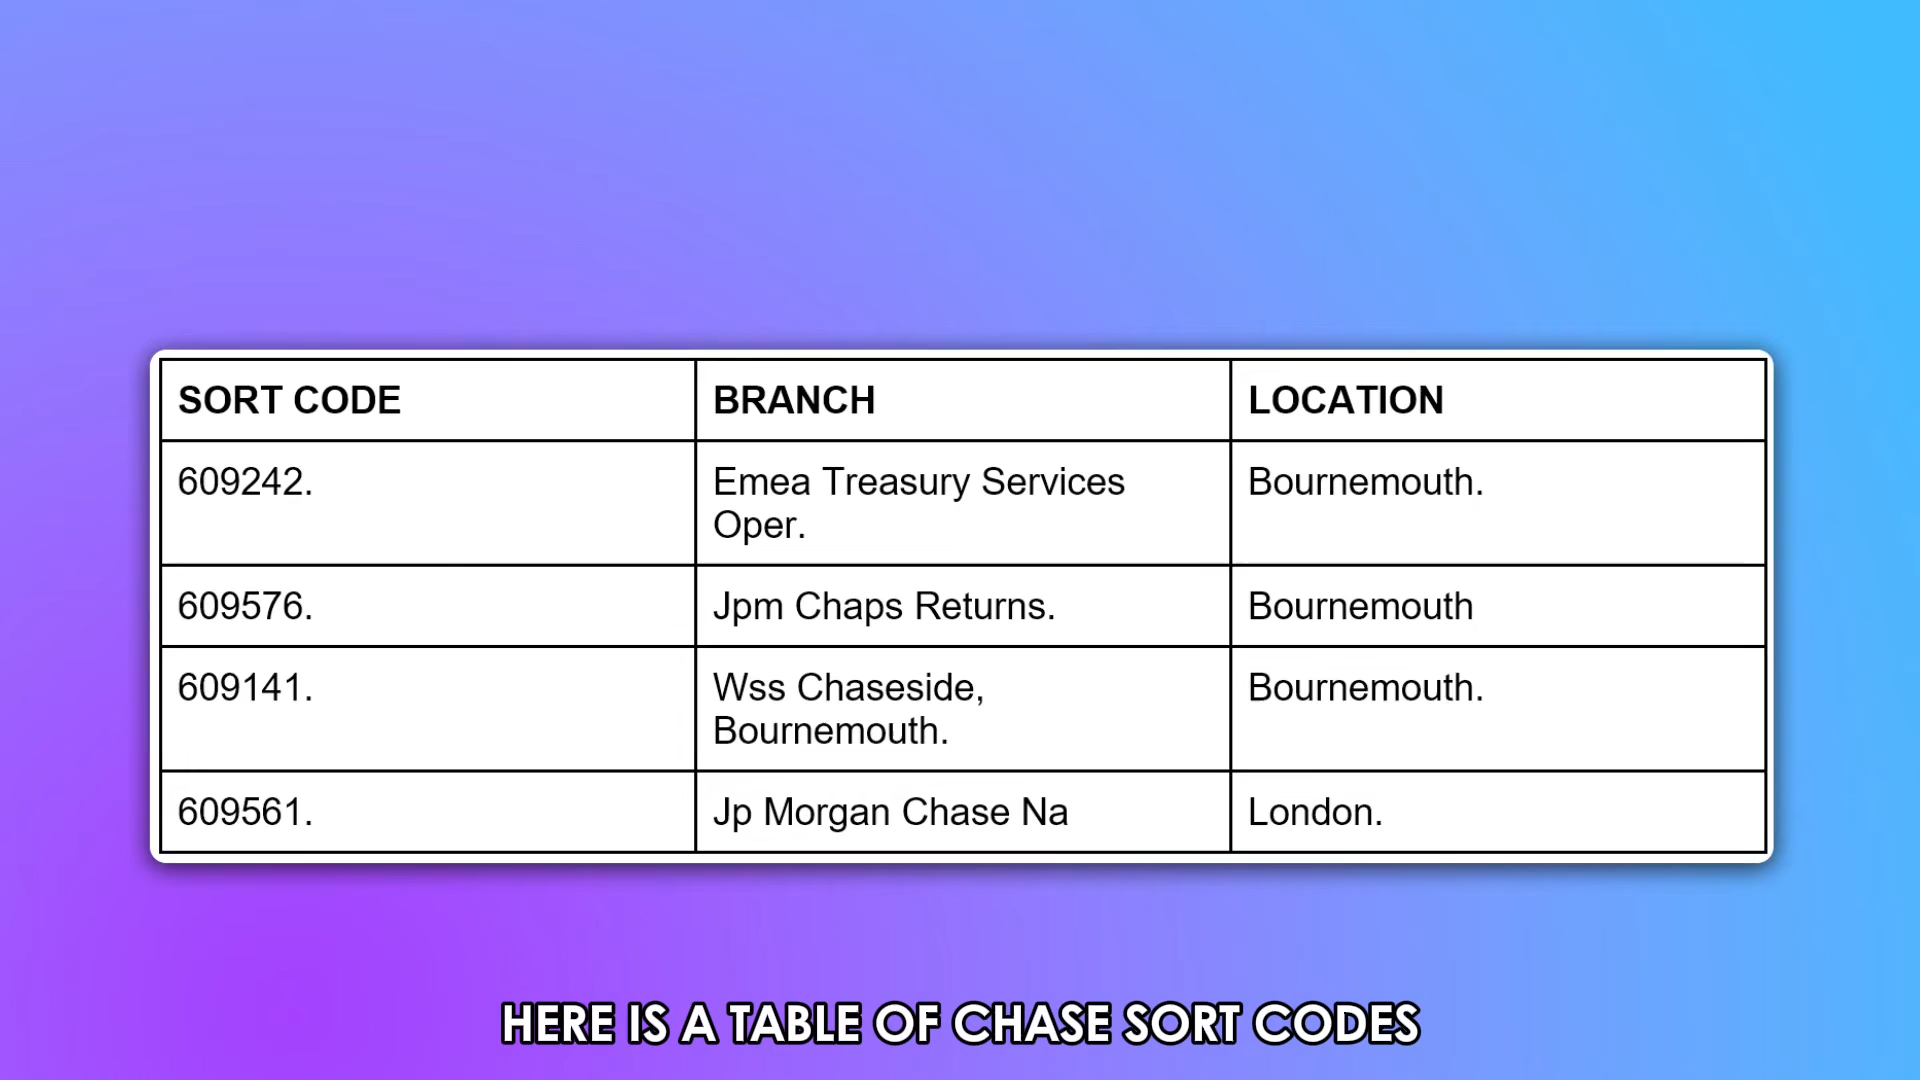 SORT CODE BRANCH LOCATION
609242. Emea Treasury Services Bournemouth.
Oper.
609576. Jpm Chaps Returns. Bournemouth
609141. Wss Chaseside, Bournemouth.
Bournemouth.
609561. Jp Morgan Chase Na London.
HERE IS A TABLE OF CHASE SORT CODES